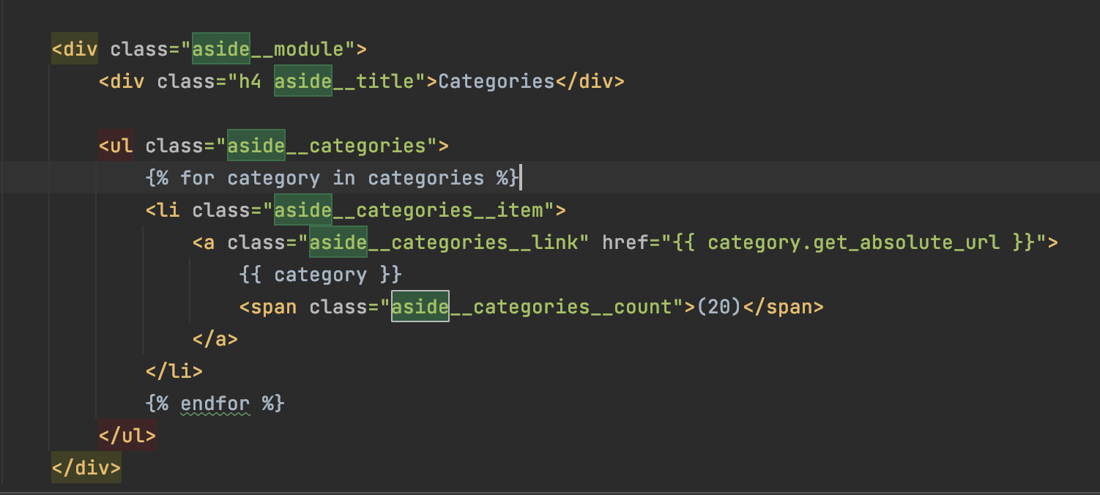 <div class="aside__module">
<div class="h4 aside__title">Categories</div>
<ul class="aside__categories">
{% for category in categories %}
<li class="aside__categories__item">
<a class="aside__categories__link" href="{{ category.get_absolute_url }}">
{{ category }}
<span class="aside__categories__count">(20)</span>
</a>
</li>
{% endfor %}
</ul>
</div>